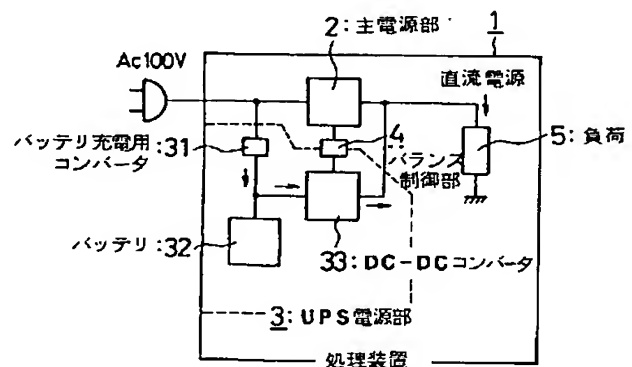 2:主電源部
1
Ac100V
直流電源
バッテリ充電用
コンバータ:31
4
バランス
制御部
5:負荷
バッテリ:32
33:DC-DCコンバータ
3:UPS電源部
処理装置